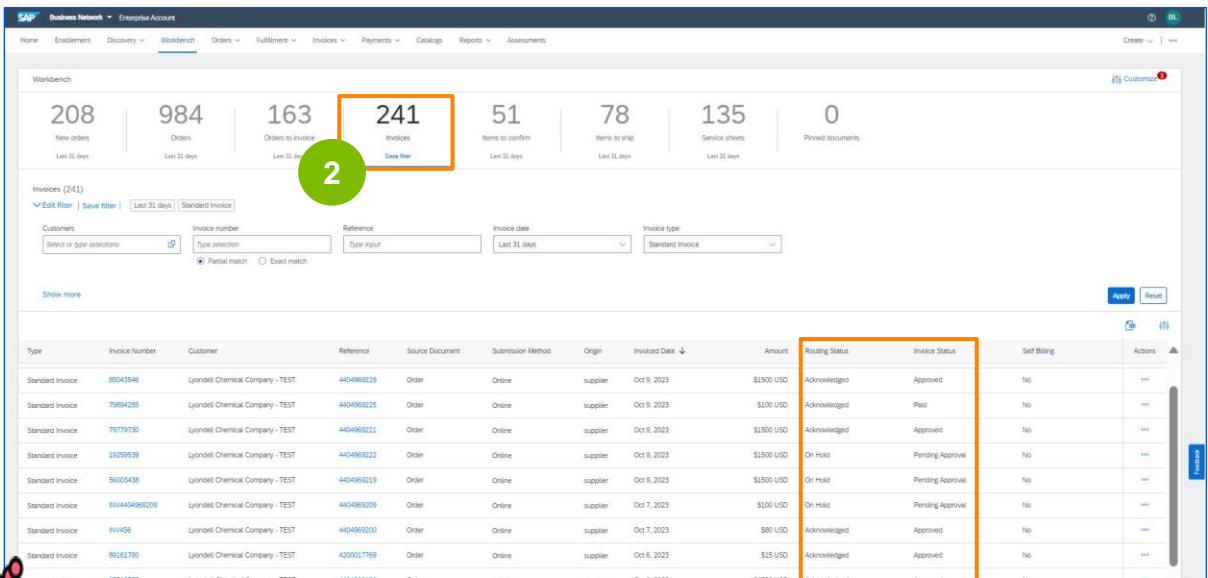 SAP Business Network Enterprise Account BL
Home Enablement Discovery Workbench Orders Fulfillment Invoices Payments Catalogs Reports Assessments Create
Workbench Customize
208 984 163 241 51 78 135 0
New orders Orders Orders to invoice Invoices Items to confirm Items to ship Service sheets Pinned documents
Last 31 days Last 31 days Last 31 Save filter Last 31 days Last 31 days Last 31 days
2
Invoices (241)
Edit filter | Save filter | Last 31 days Standard Invoice
Customers Invoice number Reference Invoice date Invoice type
Select or type selections Type selection Type input Last 31 days Standard Invoice
Partial match Exact match
Show more Apply Reset
Type Invoice Number Customer Reference Source Document Submission Method Origin Invoiced Date Amount Routing Status Invoice Status Self Billing Actions
Standard Invoice 85043546 Lyondell Chemical Company - TEST 4404969229 Order Online supplier Oct 9, 2023 $1500 USD Acknowledged Approved No
Standard Invoice 79894255 Lyondell Chemical Company - TEST 4404969225 Order Online supplier Oct 9, 2023 $100 USD Acknowledged Paid No
Standard Invoice 79779730 Lyondell Chemical Company - TEST 4404969221 Order Online supplier Oct 9, 2023 $1500 USD Acknowledged Approved No
Standard Invoice 19259539 Lyondell Chemical Company - TEST 4404969222 Order Online supplier Oct 9, 2023 $1500 USD On Hold Pending Approval No
Feedback
Standard Invoice 56003438 Lyondell Chemical Company - TEST 4404969219 Order Online supplier Oct 9, 2023 $1500 USD On Hold Pending Approval No
Standard Invoice INV4404969209 Lyondell Chemical Company - TEST 4404969209 Order Online supplier Oct 7, 2023 $100 USD On Hold Pending Approval No
Standard Invoice INV456 Lyondell Chemical Company - TEST 4404969200 Order Online supplier Oct 7, 2023 $80 USD Acknowledged Approved No
Standard Invoice 89161780 Lyondell Chemical Company - TEST 4200017769 Order Online supplier Oct 6, 2023 $15 USD Acknowledged Approved No